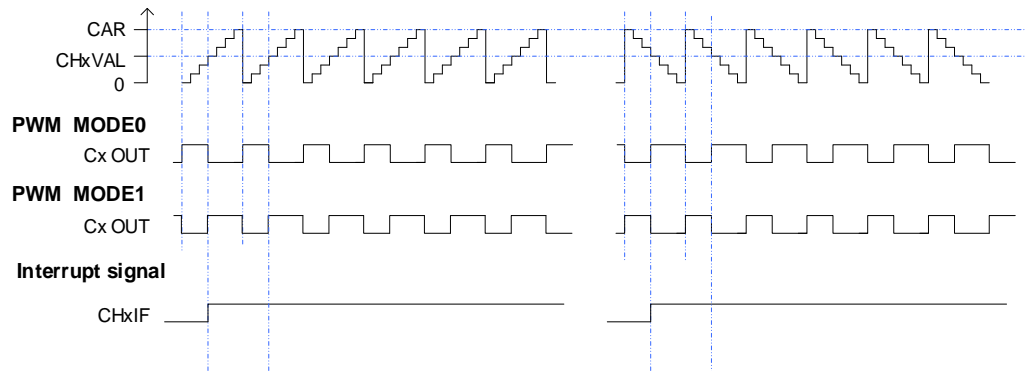 CAR
CHxVAL
0
PWM MODE0
Cx OUT
PWM MODE1
Cx OUT
Interrupt signal
CHxIF